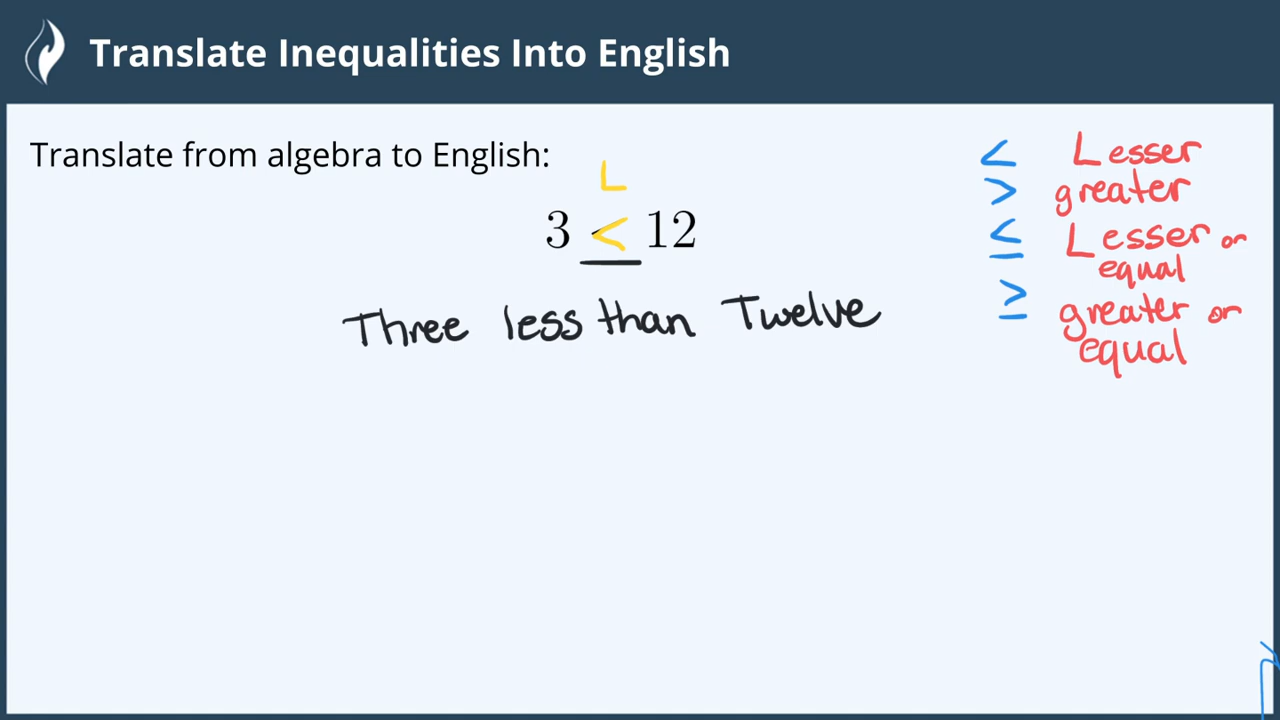 Translate Inequalities Into English
Translate from algebra to English:
L
3 < 12
Three less than Twelve
< Lesser
> greater
≤ Lesser or
equal
≥ greater or
equal